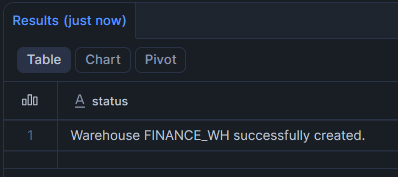 Results (just now)
Table Chart Pivot
A status
1 Warehouse FINANCE_WH successfully created.